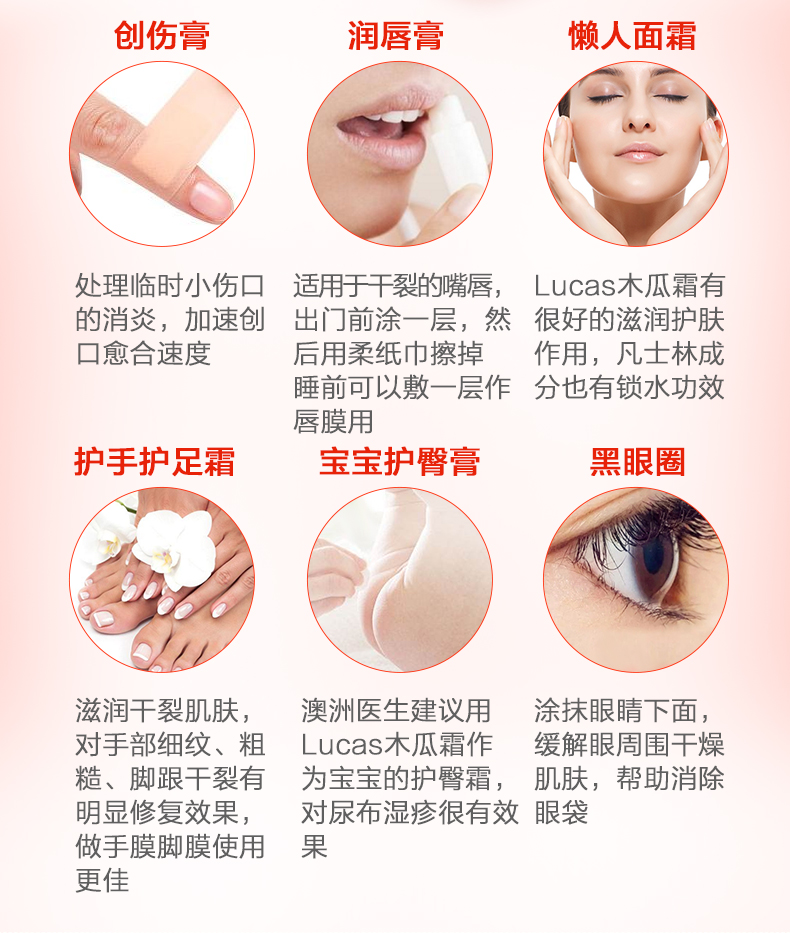 创伤膏
润唇膏
懒人面霜
处理临时小伤口
的消炎，加速创
口愈合速度
适用于干裂的嘴唇，
出门前涂一层，然
后用柔纸巾擦掉
睡前可以敷一层作
唇膜用
Lucas木瓜霜有
很好的滋润护肤
作用，凡士林成
分也有锁水功效
护手护足霜
宝宝护臀膏
黑眼圈
滋润干裂肌肤，
对手部细纹、粗
糙、脚跟干裂有
明显修复效果，
做手膜脚膜使用
更佳
澳洲医生建议用
Lucas木瓜霜作
为宝宝的护臀霜，
对尿布湿疹很有效
果
涂抹眼睛下面，
缓解眼周围干燥
肌肤，帮助消除
眼袋